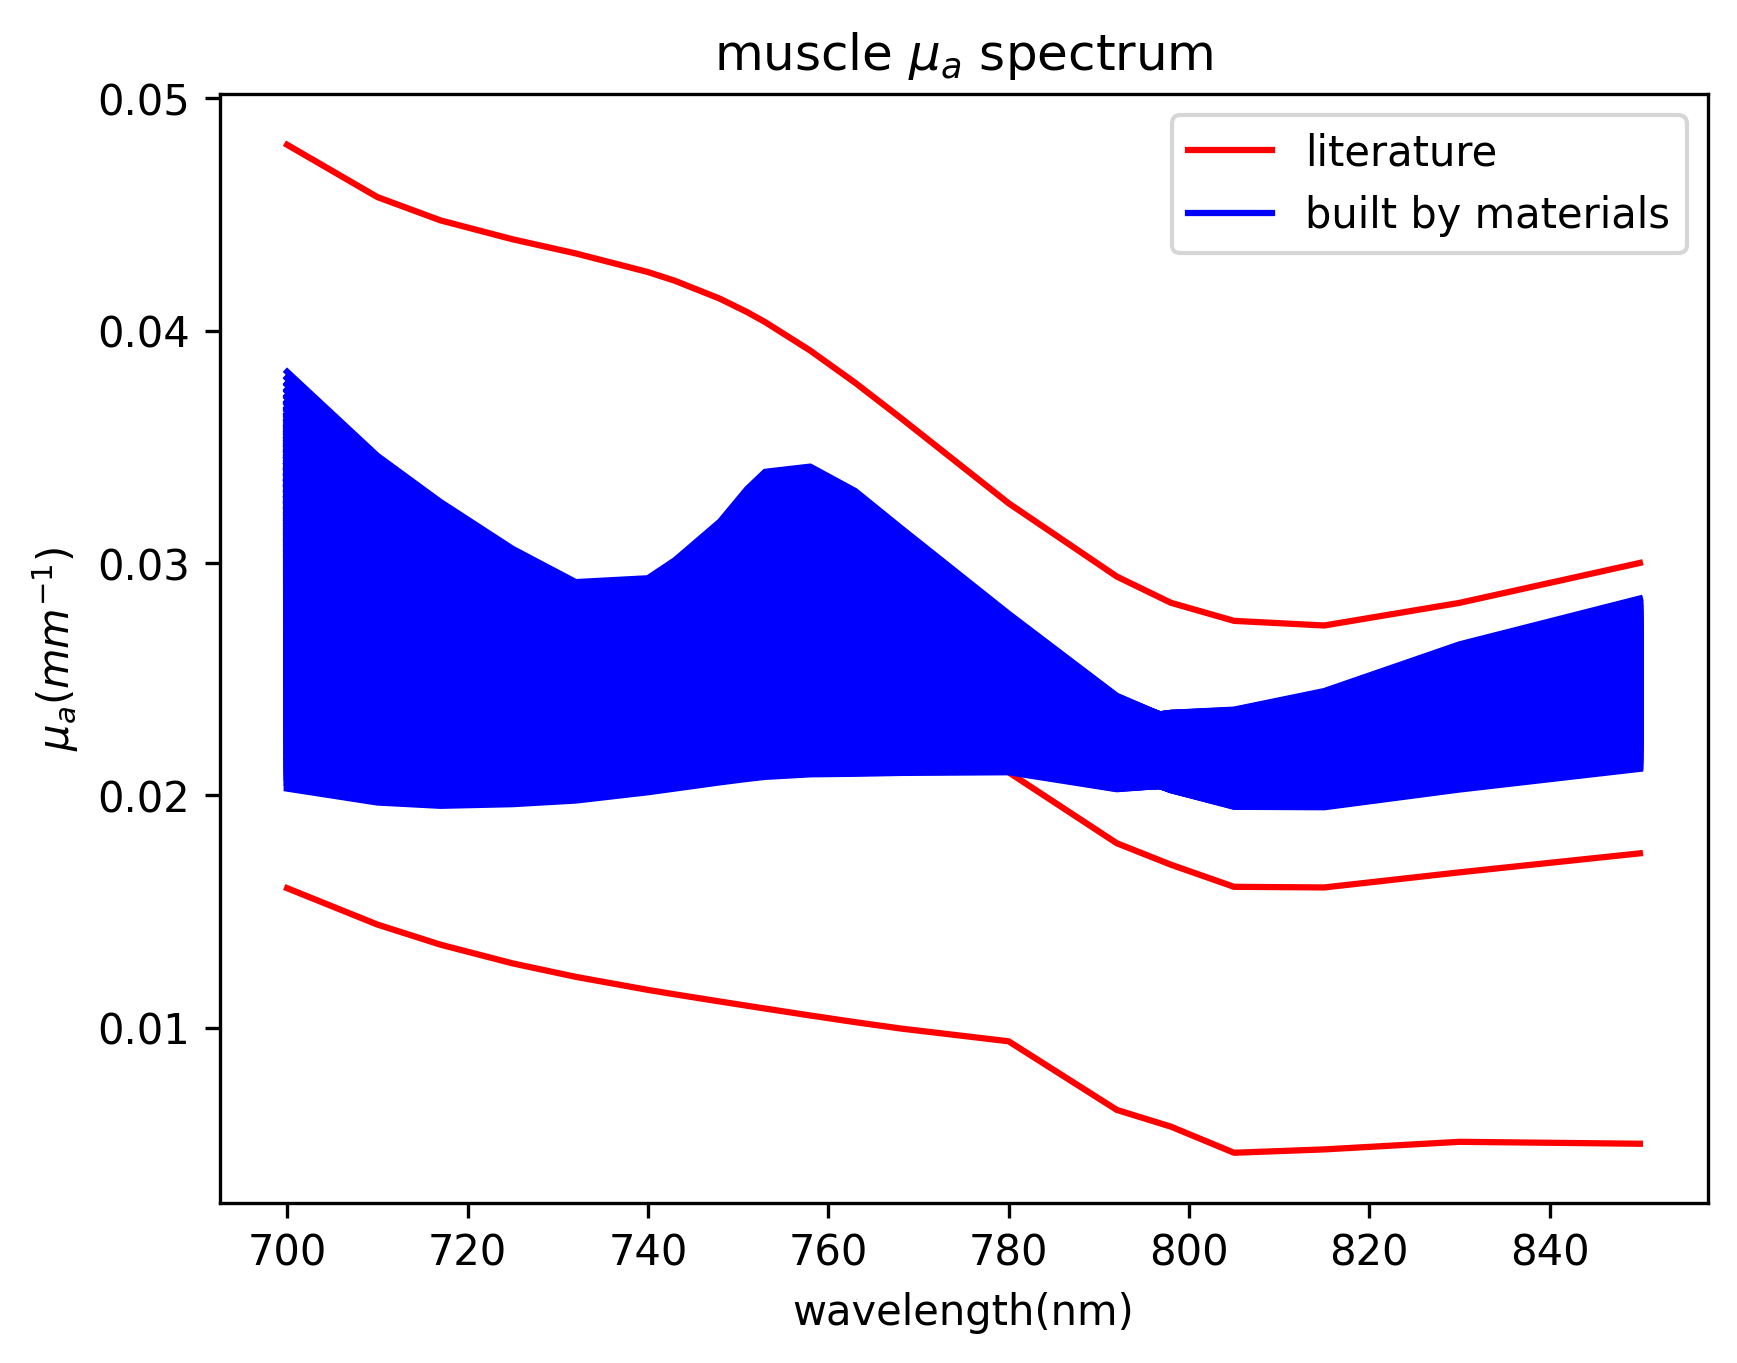 muscle μₐ spectrum
literature
built by materials
0.05
0.04
0.03
0.02
0.01
μₐ(mm⁻¹)
700 720 740 760 780 800 820 840
wavelength(nm)